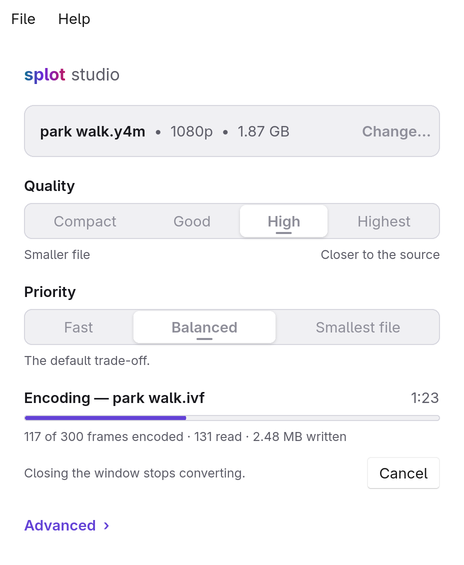 File Help
splot studio
park walk.y4m • 1080p • 1.87 GB Change...
Quality
Compact Good High Highest
Smaller file Closer to the source
Priority
Fast Balanced Smallest file
The default trade-off.
Encoding — park walk.ivf 1:23
117 of 300 frames encoded · 131 read · 2.48 MB written
Closing the window stops converting. Cancel
Advanced ›